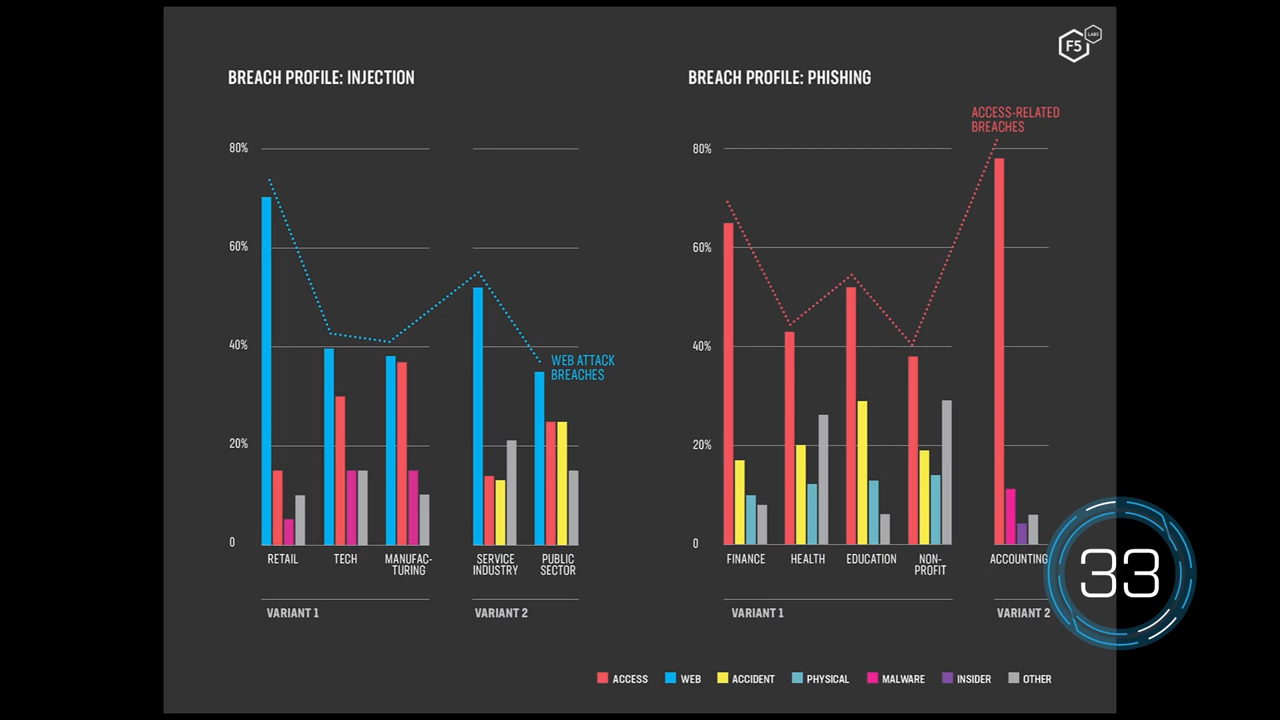 F5 LABS
BREACH PROFILE: INJECTION
80%
60%
40%
20%
0
WEB ATTACK
BREACHES
RETAIL
TECH
MANUFAC-
TURING
SERVICE
INDUSTRY
PUBLIC
SECTOR
VARIANT 1
VARIANT 2
BREACH PROFILE: PHISHING
ACCESS-RELATED
BREACHES
80%
60%
40%
20%
0
FINANCE
HEALTH
EDUCATION
NON-
PROFIT
ACCOUNTING
VARIANT 1
VARIANT 2
33
ACCESS WEB ACCIDENT PHYSICAL MALWARE INSIDER OTHER